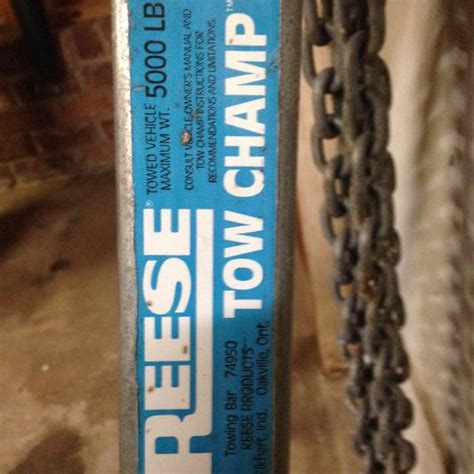 REESE®
TOWED VEHICLE
MAXIMUM WT. 5000 LB
CONSULT VEHICLE OWNER'S MANUAL AND
TOW CHAMP INSTRUCTIONS FOR
RECOMMENDATIONS AND LIMITATIONS.
TOW CHAMP™
Towing Bar 74950
REESE PRODUCTS
Elkhart, Ind. Oakville, Ont.